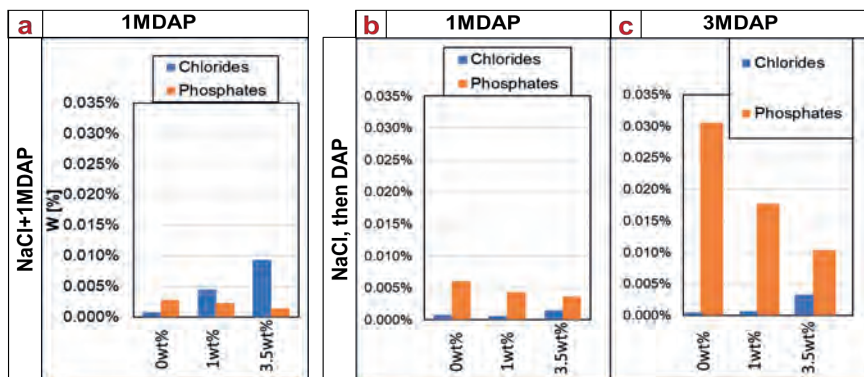 a 1MDAP
NaCl+1MDAP
W [%]
Chlorides
Phosphates
0.035%
0.030%
0.025%
0.020%
0.015%
0.010%
0.005%
0.000%
0wt%
1wt%
3.5wt%
b 1MDAP
NaCl, then DAP
Chlorides
Phosphates
0.035%
0.030%
0.025%
0.020%
0.015%
0.010%
0.005%
0.000%
0wt%
1wt%
3.5wt%
c 3MDAP
Chlorides
Phosphates
0.035%
0.030%
0.025%
0.020%
0.015%
0.010%
0.005%
0.000%
0wt%
1wt%
3.5wt%